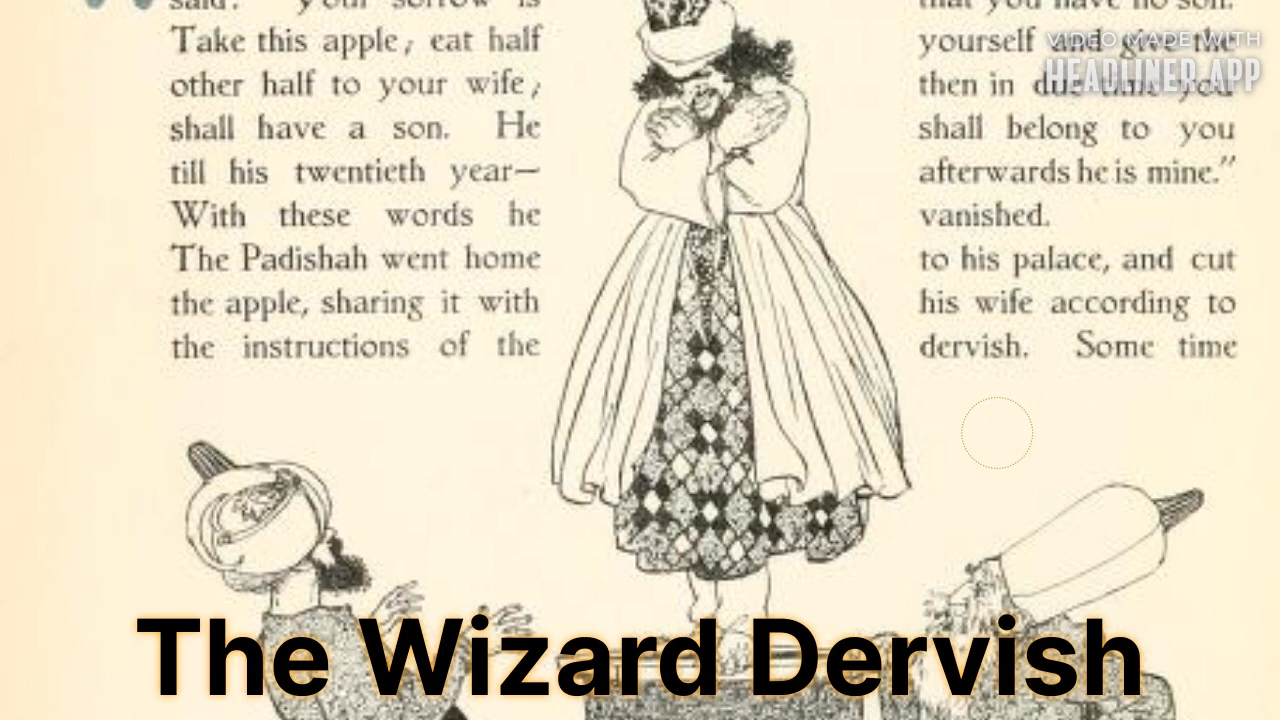 said: "Your sorrow is that you have no son.
Take this apple, eat half yourself and give the
other half to your wife, then in due time you
shall have a son. He shall belong to you
till his twentieth year— afterwards he is mine."
With these words he vanished.
The Padishah went home to his palace, and cut
the apple, sharing it with his wife according to
the instructions of the dervish. Some time
VIDEO MADE WITH
HEADLINER.APP
The Wizard Dervish